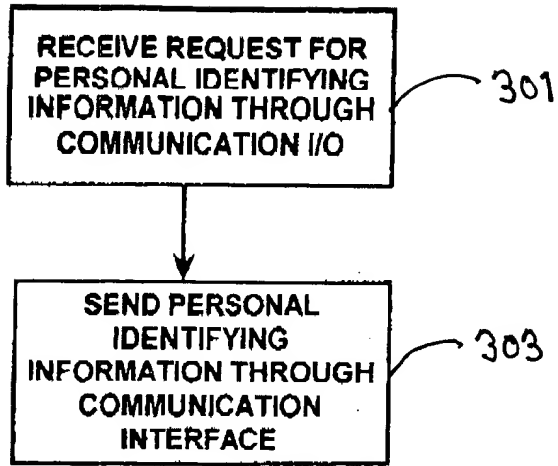 RECEIVE REQUEST FOR
PERSONAL IDENTIFYING
INFORMATION THROUGH
COMMUNICATION I/O
301
SEND PERSONAL
IDENTIFYING
INFORMATION THROUGH
COMMUNICATION
INTERFACE
303